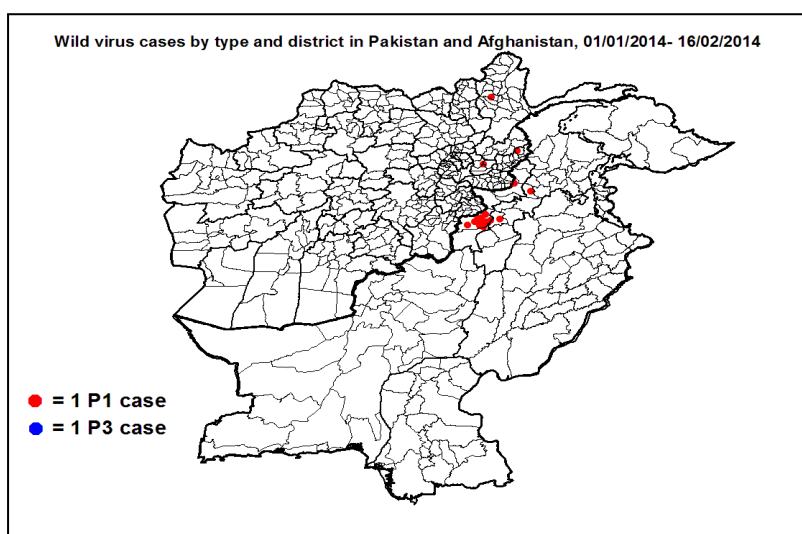 Wild virus cases by type and district in Pakistan and Afghanistan, 01/01/2014- 16/02/2014
= 1 P1 case
= 1 P3 case